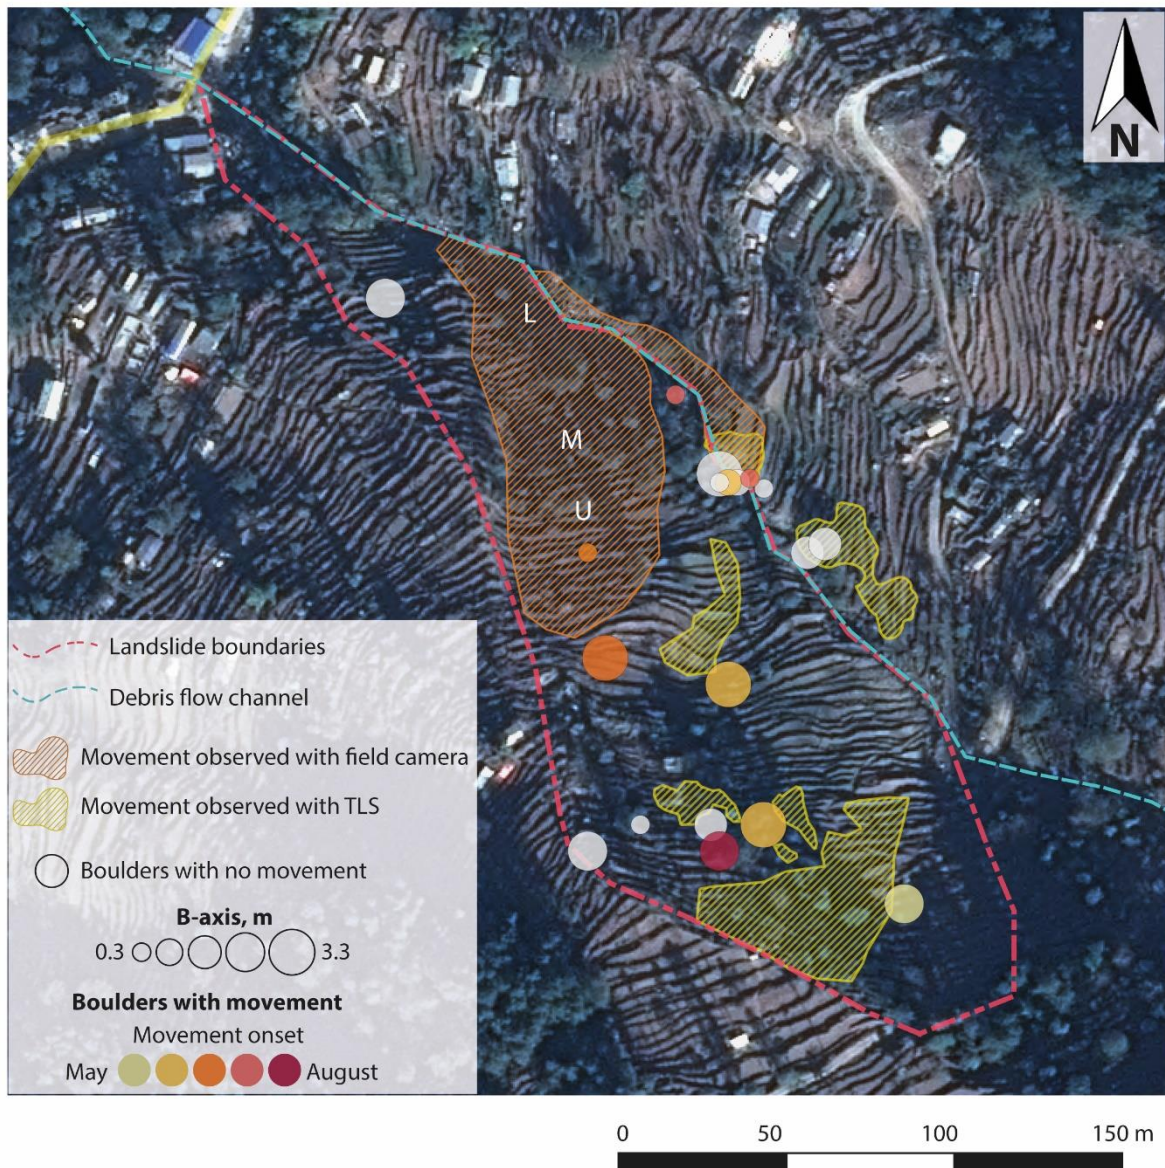 N
L
M
U
Landslide boundaries
Debris flow channel
Movement observed with field camera
Movement observed with TLS
Boulders with no movement
B-axis, m
0.3 3.3
Boulders with movement
Movement onset
May August
0 50 100 150 m